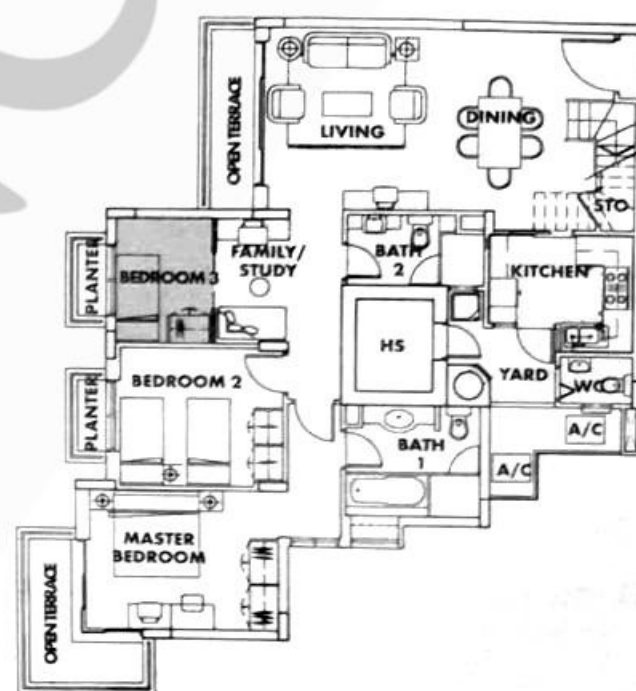 OPEN TERRACE
LIVING
DINING
STO
PLANTER
BEDROOM 3
FAMILY/
STUDY
BATH
2
KITCHEN
HS
YARD
WC
PLANTER
BEDROOM 2
BATH
1
A/C
A/C
MASTER
BEDROOM
OPEN TERRACE